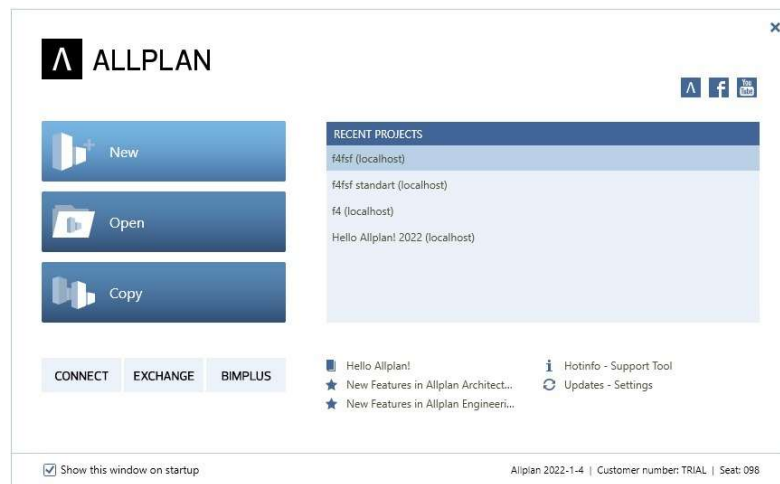 ALLPLAN
You
Tube
New
Open
Copy
RECENT PROJECTS
f4fsf (localhost)
f4fsf standart (localhost)
f4 (localhost)
Hello Allplan! 2022 (localhost)
CONNECT EXCHANGE BIMPLUS
Hello Allplan!
New Features in Allplan Architect...
New Features in Allplan Engineeri...
Hotinfo - Support Tool
Updates - Settings
Show this window on startup
Allplan 2022-1-4 | Customer number: TRIAL | Seat: 098